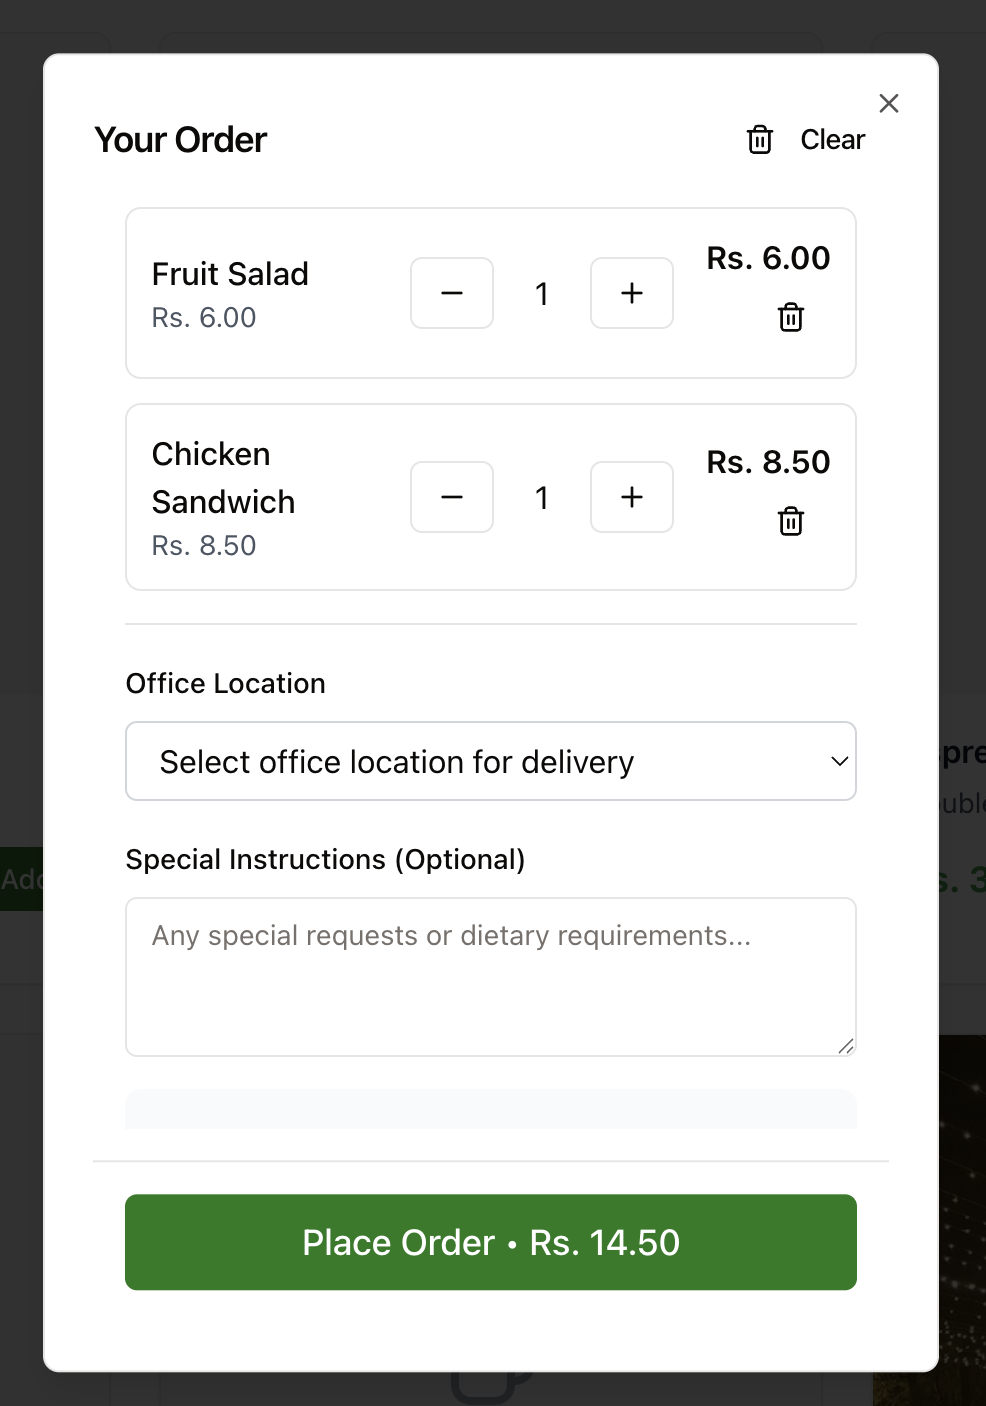 Your Order
Clear
Fruit Salad
Rs. 6.00
1
Rs. 6.00
Chicken
Sandwich
Rs. 8.50
1
Rs. 8.50
Office Location
Select office location for delivery
Special Instructions (Optional)
Any special requests or dietary requirements...
Place Order • Rs. 14.50